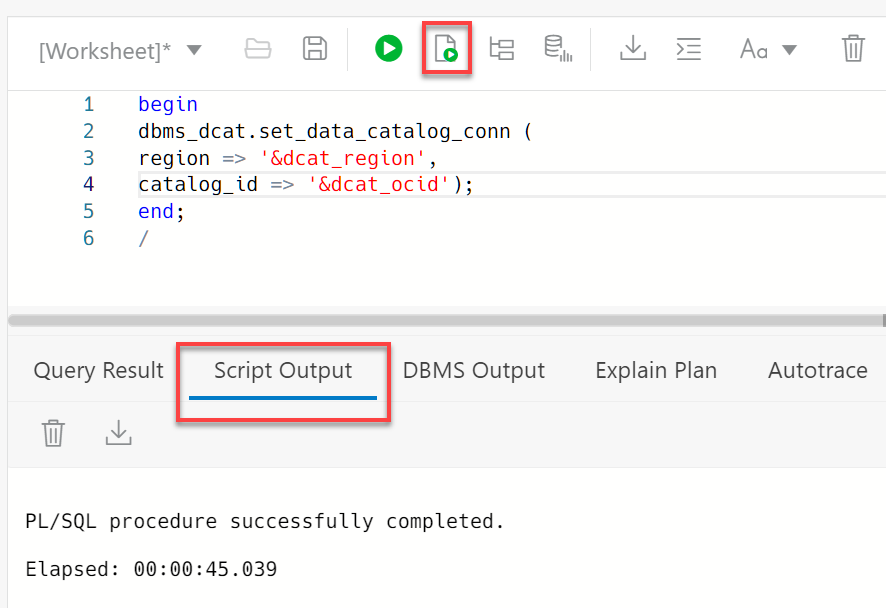 [Worksheet]* Aa
1 begin
2 dbms_dcat.set_data_catalog_conn (
3 region => '&dcat_region',
4 catalog_id => '&dcat_ocid');
5 end;
6 /
Query Result Script Output DBMS Output Explain Plan Autotrace
PL/SQL procedure successfully completed.
Elapsed: 00:00:45.039